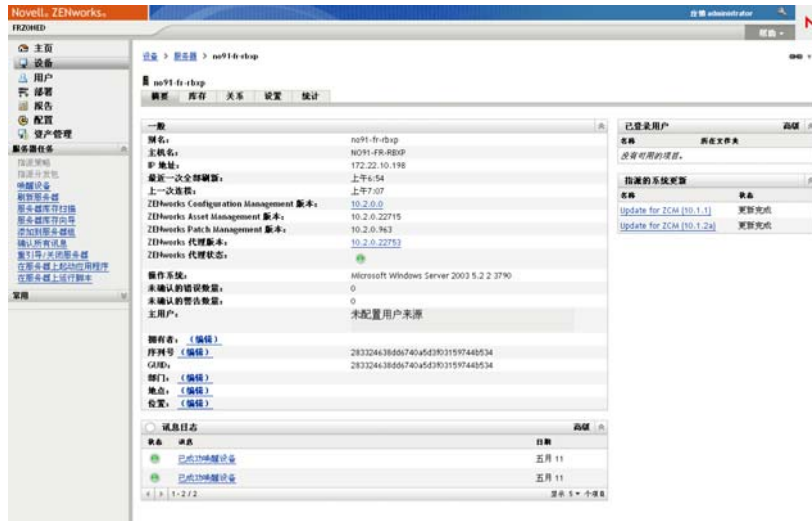 Novell® ZENworks®
欢迎 administrator
FRZONED
帮助
主页
设备
用户
部署
报告
配置
资产管理
服务器任务
指派策略
指派分发包
唤醒设备
刷新服务器
服务器库存扫描
服务器库存向导
添加到服务器组
确认所有讯息
重引导/关闭服务器
在服务器上起动应用程序
在服务器上运行脚本
常用
设备 > 服务器 > no91-fr-rbxp
no91-fr-rbxp
摘要 库存 关系 设置 统计
一般
别名： no91-fr-rbxp
主机名： NO91-FR-RBXP
IP 地址： 172.22.10.198
最近一次全部刷新： 上午6:54
上一次连接： 上午7:07
ZENworks Configuration Management 版本： 10.2.0.0
ZENworks Asset Management 版本： 10.2.0.22715
ZENworks Patch Management 版本： 10.2.0.963
ZENworks 代理版本： 10.2.0.22753
ZENworks 代理状态：
操作系统： Microsoft Windows Server 2003 5.2 2 3790
未确认的错误数量： 0
未确认的警告数量： 0
主用户： 未配置用户来源
拥有者： （编辑）
序列号（编辑） 283324638dd6740a5d3f03159744b534
GUID： 283324638dd6740a5d3f03159744b534
部门： （编辑）
地点： （编辑）
位置： （编辑）
讯息日志 高级
状态 讯息 日期
已成功唤醒设备 五月 11
已成功唤醒设备 五月 11
1 - 2 / 2 显示 5 个项目
已登录用户 高级
名称 所在文件夹
没有可用的项目。
指派的系统更新
名称 状态
Update for ZCM (10.1.1) 更新完成
Update for ZCM (10.1.2a) 更新完成